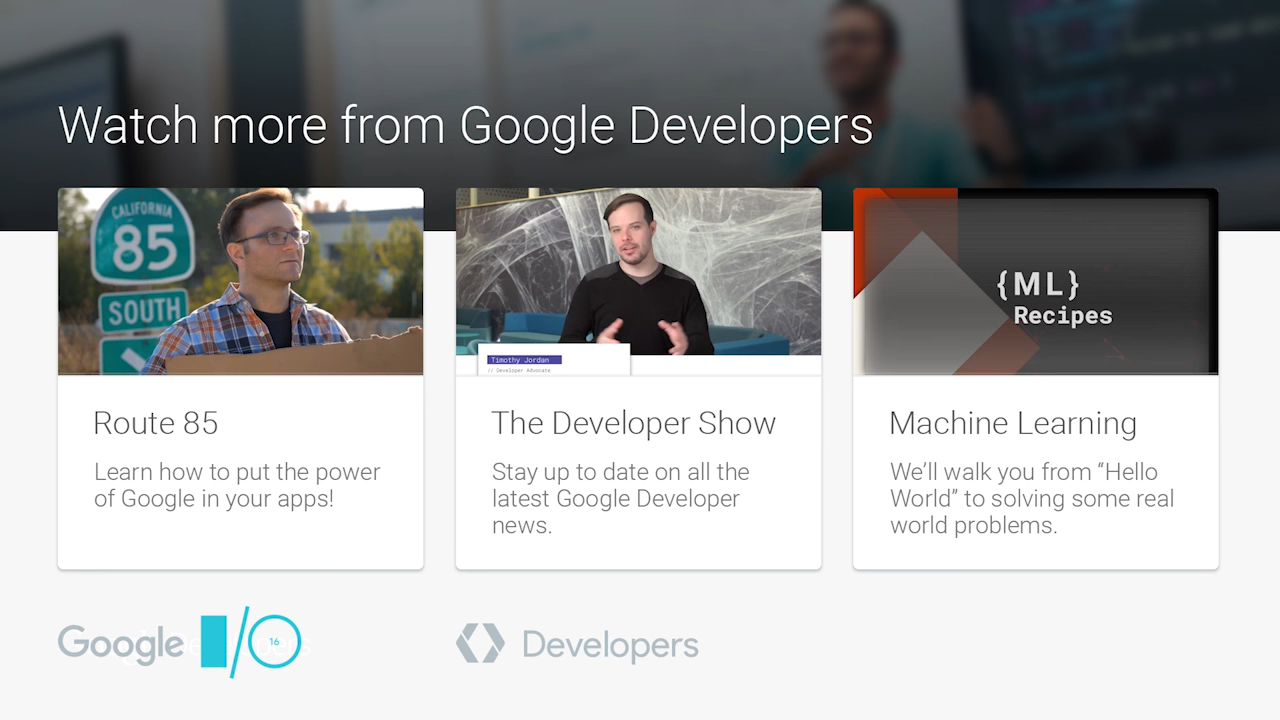 Watch more from Google Developers
CALIFORNIA
85
SOUTH
Timothy Jordan
// Developer Advocate
{ML}
Recipes
Route 85
The Developer Show
Machine Learning
Learn how to put the power
of Google in your apps!
Stay up to date on all the
latest Google Developer
news.
We’ll walk you from “Hello
World” to solving some real
world problems.
Google I/O 16
Developers